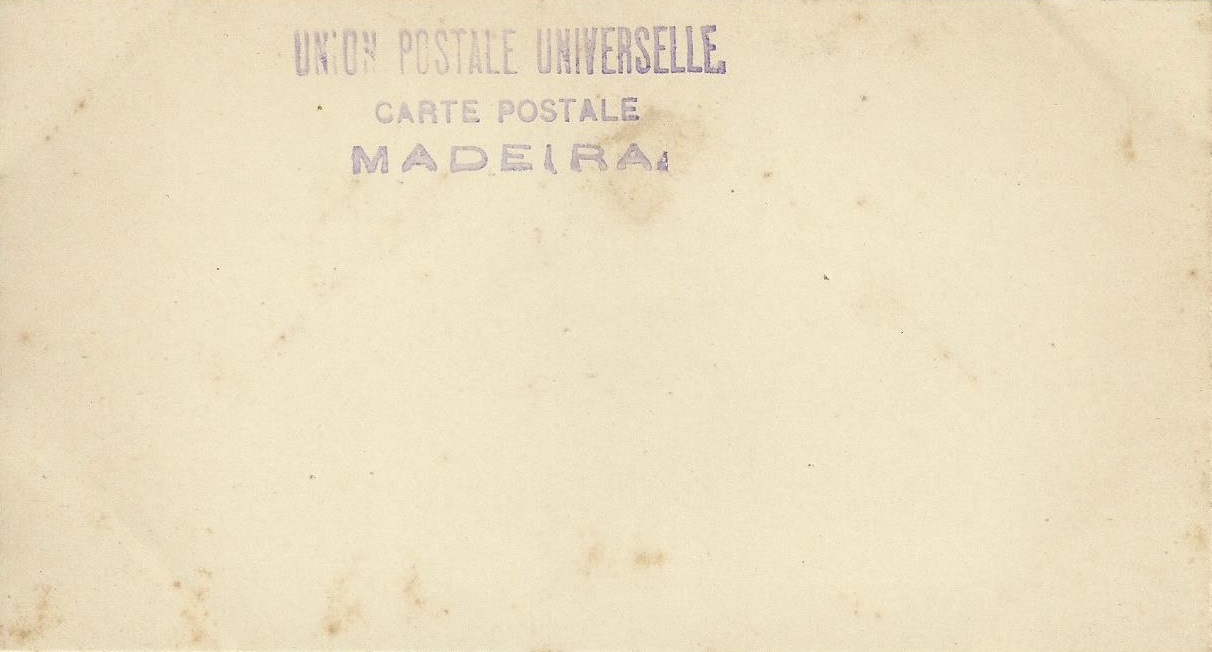 UNION POSTALE UNIVERSELLE.
CARTE POSTALE
MADEIRA.